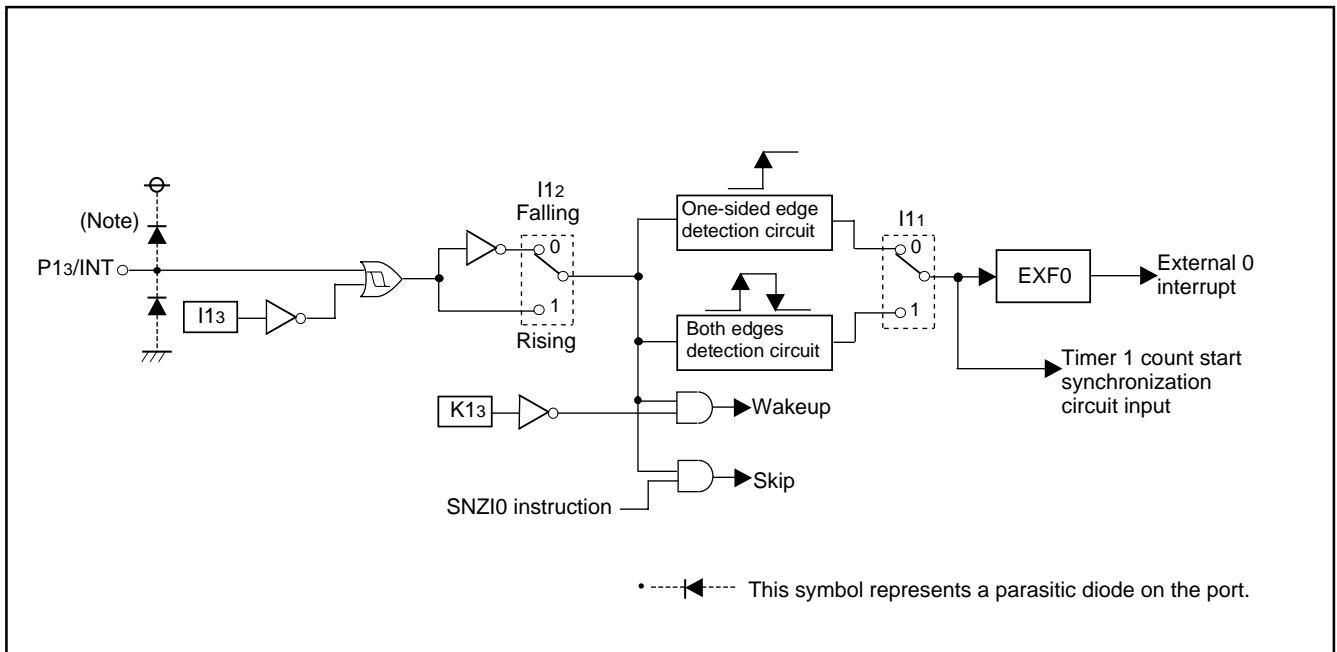 (Note)
P13/INT
I13
I12
Falling
0
1
Rising
One-sided edge
detection circuit
Both edges
detection circuit
I11
0
1
EXF0
External 0
interrupt
Timer 1 count start
synchronization
circuit input
K13
Wakeup
SNZI0 instruction
Skip
• This symbol represents a parasitic diode on the port.